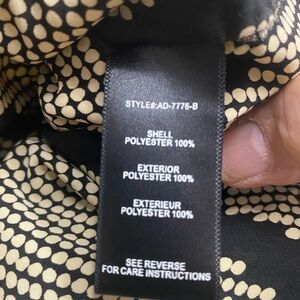 STYLE#:AD-7776-B
SHELL
POLYESTER 100%
EXTERIOR
POLYESTER 100%
EXTERIEUR
POLYESTER 100%
SEE REVERSE
FOR CARE INSTRUCTIONS